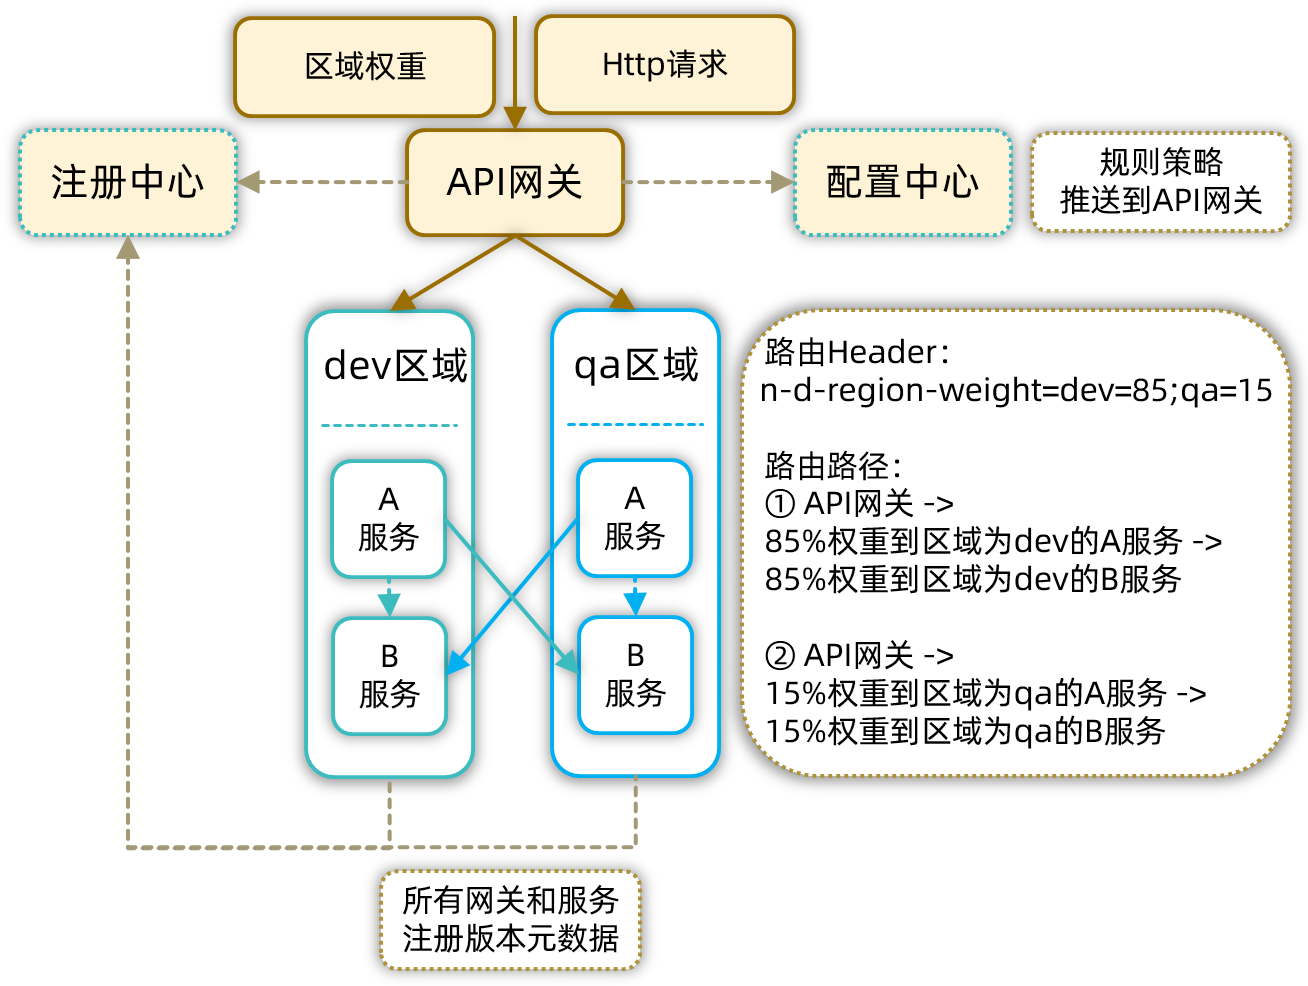 区域权重
Http请求
注册中心
API网关
配置中心
规则策略
推送到API网关
dev区域
qa区域
A
服务
A
服务
B
服务
B
服务
路由Header：
n-d-region-weight=dev=85;qa=15
路由路径：
① API网关 ->
85%权重到区域为dev的A服务 ->
85%权重到区域为dev的B服务
② API网关 ->
15%权重到区域为qa的A服务 ->
15%权重到区域为qa的B服务
所有网关和服务
注册版本元数据